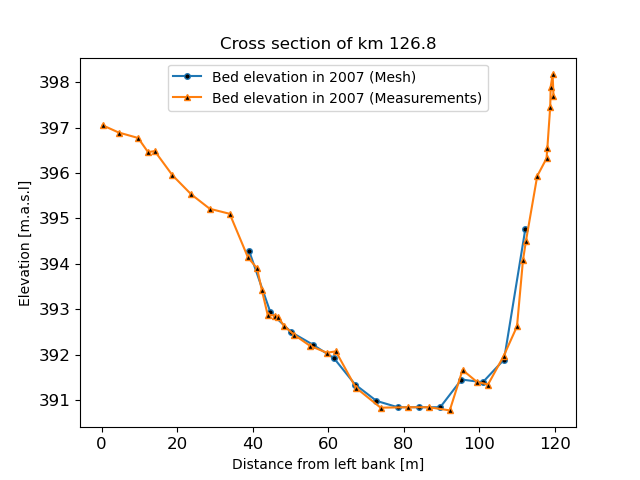 Cross section of km 126.8
Bed elevation in 2007 (Mesh)
Bed elevation in 2007 (Measurements)
Elevation [m.a.s.l]
398
397
396
395
394
393
392
391
0 20 40 60 80 100 120
Distance from left bank [m]